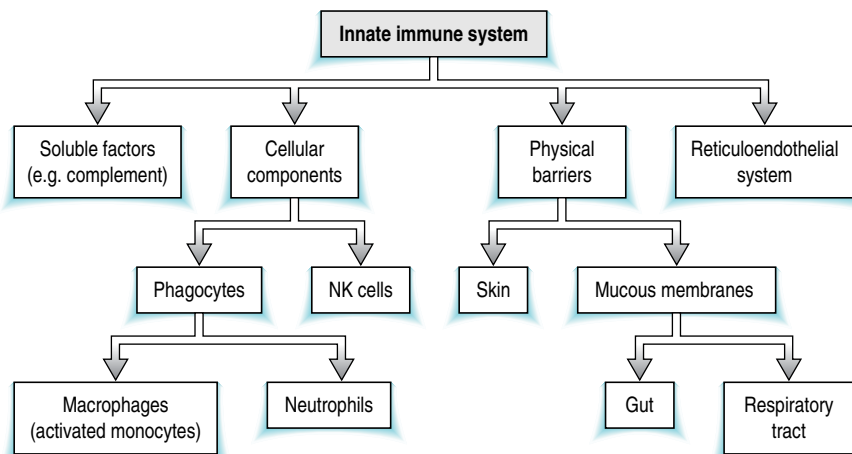 Innate immune system
Soluble factors
(e.g. complement)
Cellular
components
Physical
barriers
Reticuloendothelial
system
Phagocytes
NK cells
Skin
Mucous membranes
Macrophages
(activated monocytes)
Neutrophils
Gut
Respiratory
tract